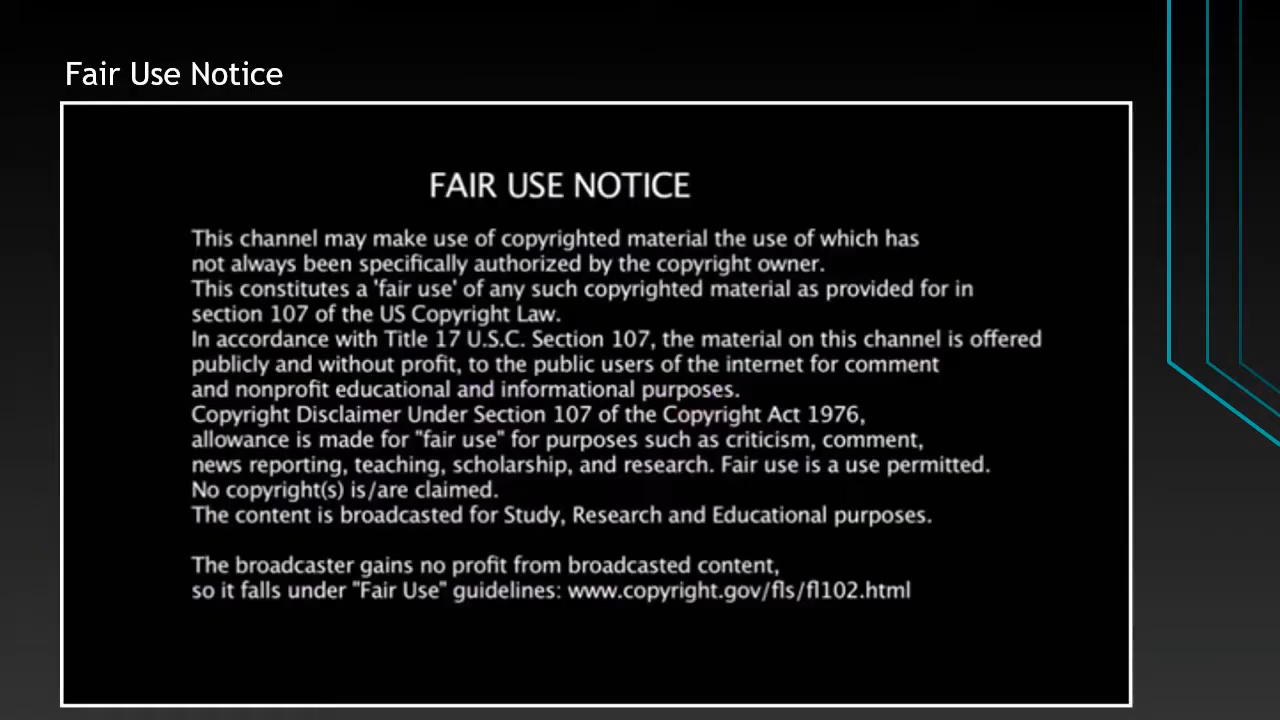 Fair Use Notice
FAIR USE NOTICE
This channel may make use of copyrighted material the use of which has
not always been specifically authorized by the copyright owner.
This constitutes a 'fair use' of any such copyrighted material as provided for in
section 107 of the US Copyright Law.
In accordance with Title 17 U.S.C. Section 107, the material on this channel is offered
publicly and without profit, to the public users of the internet for comment
and nonprofit educational and informational purposes.
Copyright Disclaimer Under Section 107 of the Copyright Act 1976,
allowance is made for "fair use" for purposes such as criticism, comment,
news reporting, teaching, scholarship, and research. Fair use is a use permitted.
No copyright(s) is/are claimed.
The content is broadcasted for Study, Research and Educational purposes.
The broadcaster gains no profit from broadcasted content,
so it falls under "Fair Use" guidelines: www.copyright.gov/fls/fl102.html